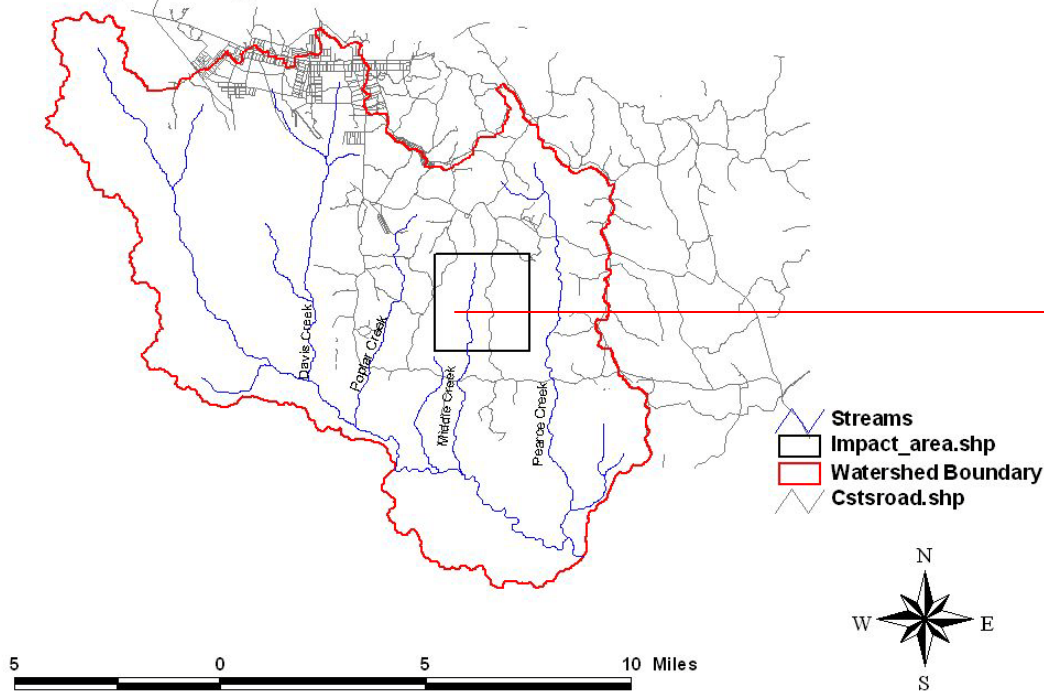 Davis Creek
Popler Creek
Middle Creek
Pearce Creek
Streams
Impact_area.shp
Watershed Boundary
Cstsroad.shp
N
W
E
S
5 0 5 10 Miles